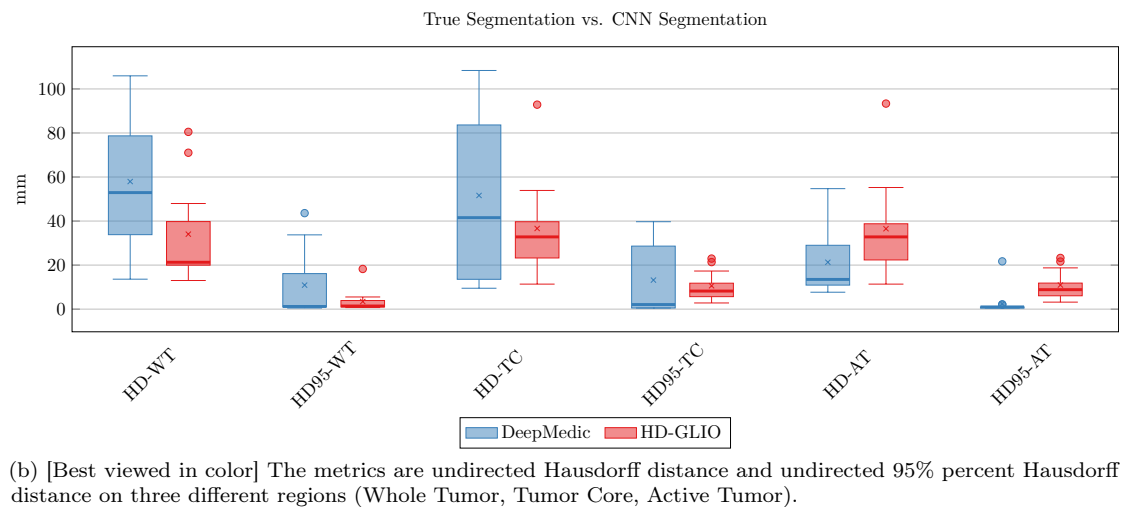 True Segmentation vs. CNN Segmentation
mm
100
80
60
40
20
0
HD-WT
HD95-WT
HD-TC
HD95-TC
HD-AT
HD95-AT
DeepMedic HD-GLIO
(b) [Best viewed in color] The metrics are undirected Hausdorff distance and undirected 95% percent Hausdorff
distance on three different regions (Whole Tumor, Tumor Core, Active Tumor).